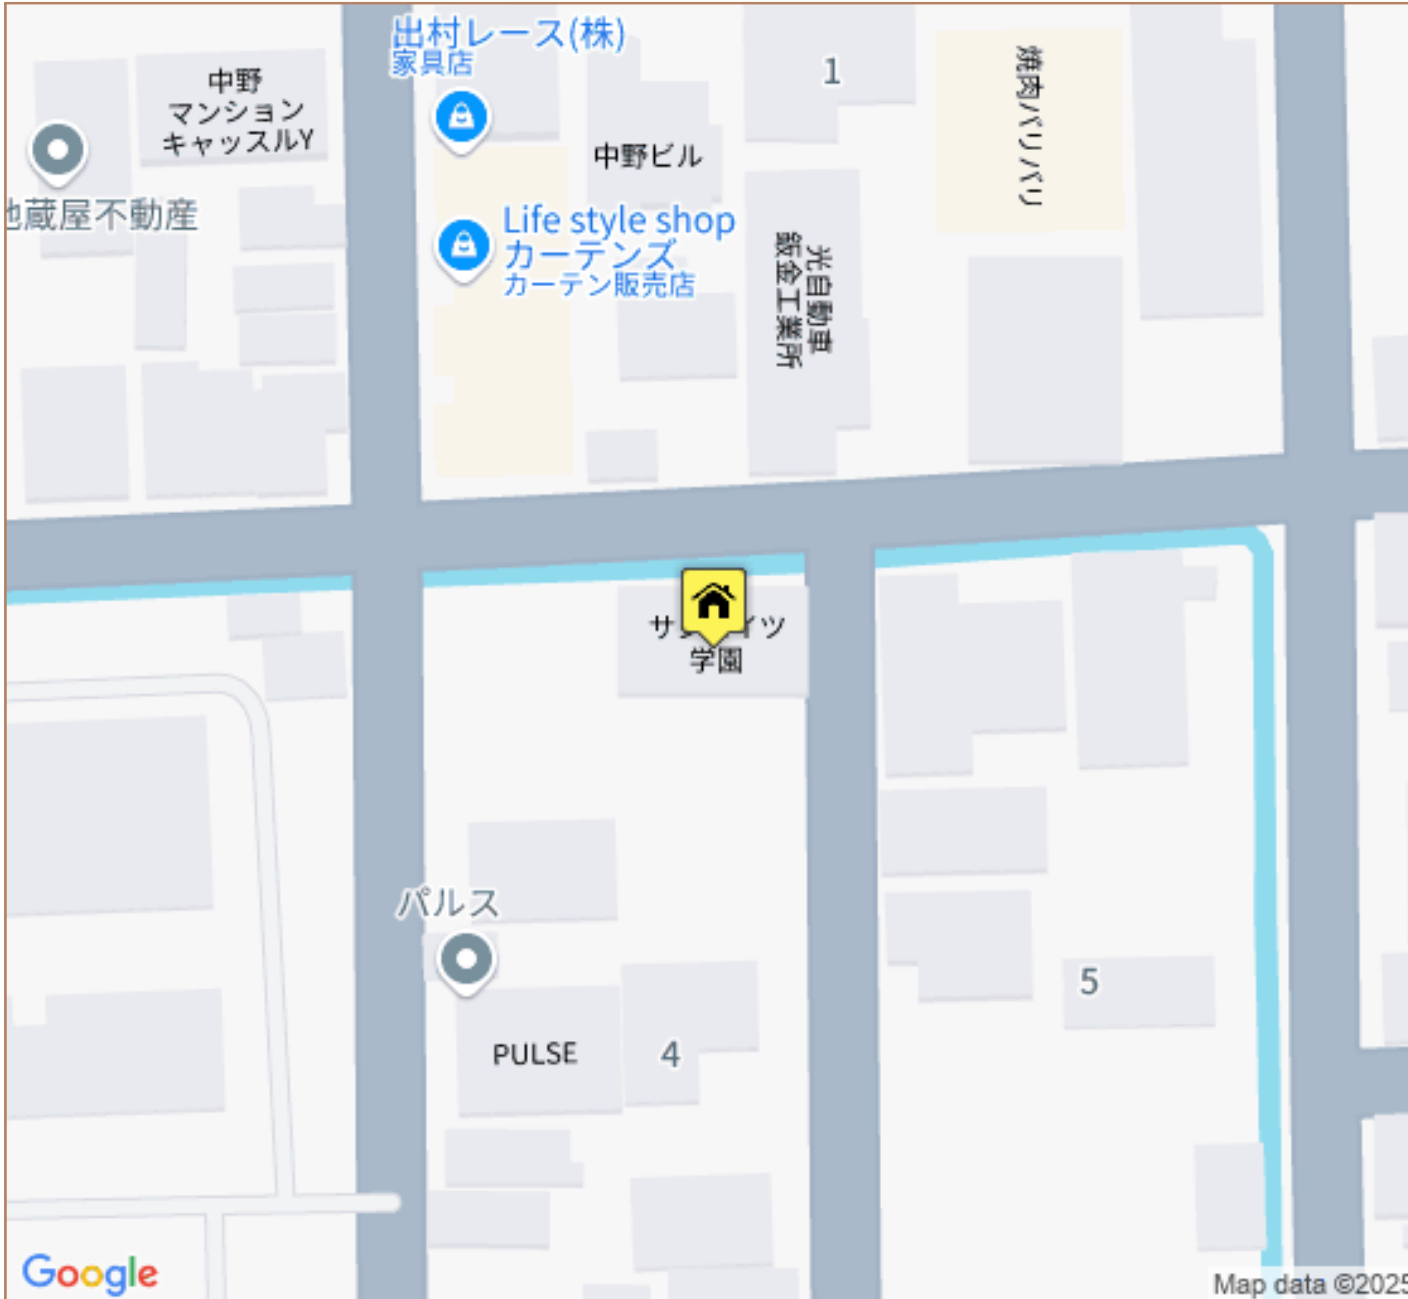 出村レース(株)
家具店
中野
マンション
キャッスルY
1
焼肉バリバリ
中野ビル
地蔵屋不動産
Life style shop
カーテンズ
カーテン販売店
光自動車
鈑金工業所
学園
パルス
PULSE
4
5
Google
Map data ©2025